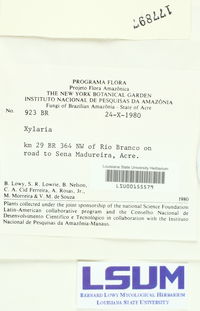 177897
PROGRAMA FLORA
Projeto Flora Amazônica
THE NEW YORK BOTANICAL GARDEN
INSTITUTO NACIONAL DE PESQUISAS DA AMAZÔNIA
Fungi of Brazilian Amazônia - State of Acre
No. 923 BR 24-X-1980
Xylaria
km 29 BR 364 NW of Rio Branco on
road to Sena Madureira, Acre.
Louisiana State University Herbarium
LSU00155579
B. Lowy, S. R. Lowrie, B. Nelson,
C. A. Cid Ferreira, A. Rosas, Jr.,
M. Moreira & V. M. de Souza 1980
Plants collected under the joint sponsorship of the national Science Foundation
Latin-American collaborative program and the Conselho Nacional de
Desenvolvimento Científico e Tecnológico in collaboration with the Instituto
Nacional de Pesquisas da Amazônia-Manaus.
LSUM
BERNARD LOWY MYCOLOGICAL HERBARIUM
LOUISIANA STATE UNIVERSITY